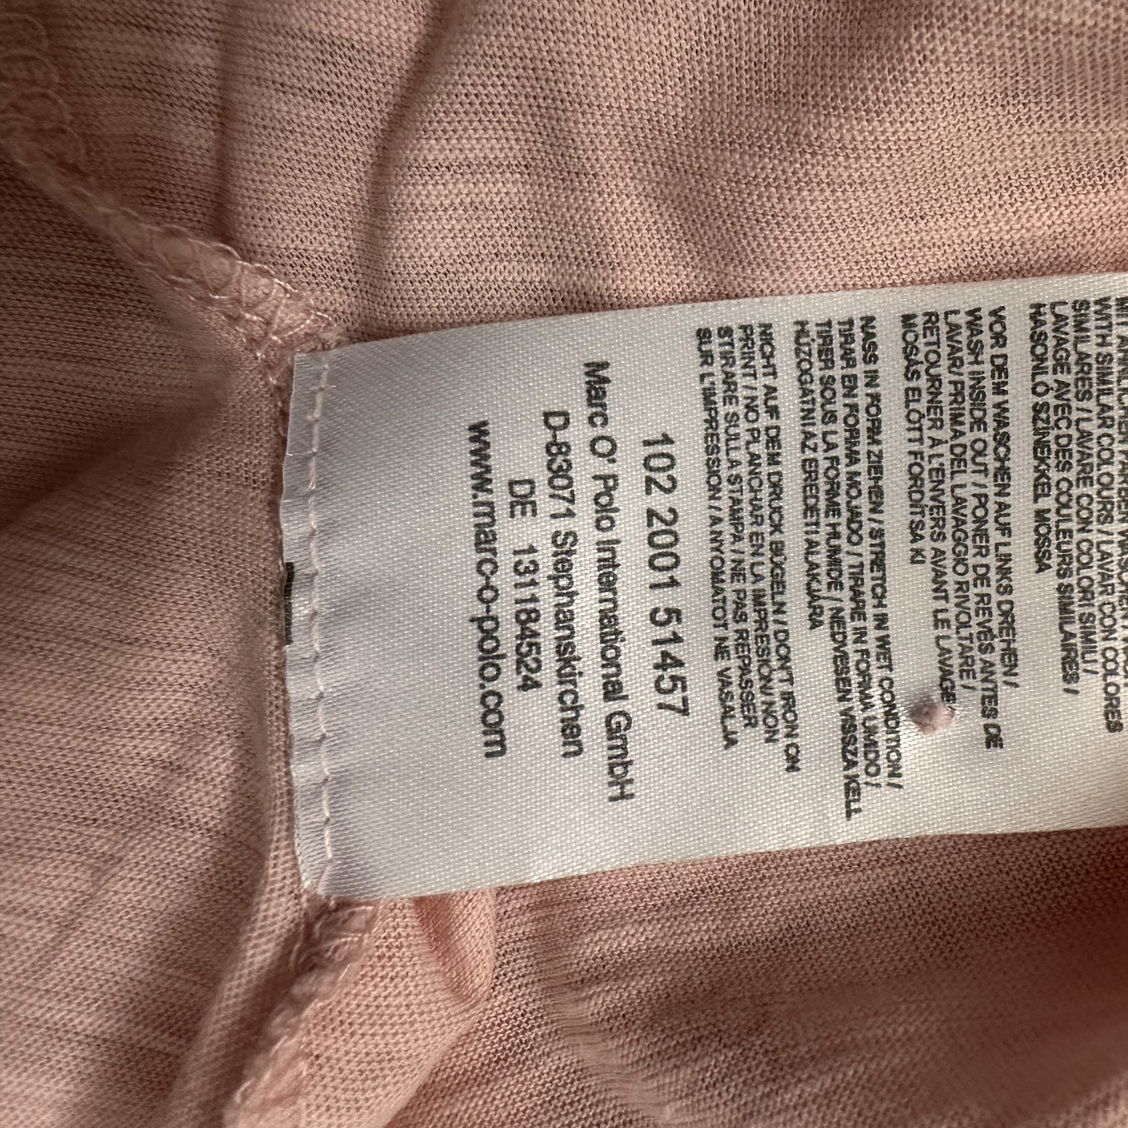 WITH SIMILAR COLOURS / LAVAR CON COLORES
SIMILARES / LAVARE CON COLORI SIMILI /
LAVAGE AVEC DES COULEURS SIMILAIRES /
HASONLÓ SZÍNEKKEL MOSSA
VOR DEM WASCHEN AUF LINKS DREHEN /
WASH INSIDE OUT / PONER DE REVÉS ANTES DE
LAVAR/ PRIMA DEL LAVAGGIO RIVOLTARE /
RETOURNER À L'ENVERS AVANT LE LAVAGE/
MOSÁS ELŐTT FORDÍTSA KI
NASS IN FORM ZIEHEN / STRETCH IN WET CONDITION /
TIRAR EN FORMA MOJADO / TIRARE IN FORMA UMIDO /
TIRER SOUS LA FORME HUMIDE / NEDVESEN VISSZA KELL
HÚZOGATNI AZ EREDETI ALAKJÁRA
NICHT AUF DEM DRUCK BÜGELN / DON'T IRON ON
PRINT / NO PLANCHAR EN LA IMPRESIÓN / NON
STIRARE SULLA STAMPA / NE PAS REPASSER
SUR L'IMPRESSION / A NYOMATOT NE VASALJA
102 2001 51457
Marc O' Polo International GmbH
D-83071 Stephanskirchen
DE 1311845​24
www.marc-o-polo.com